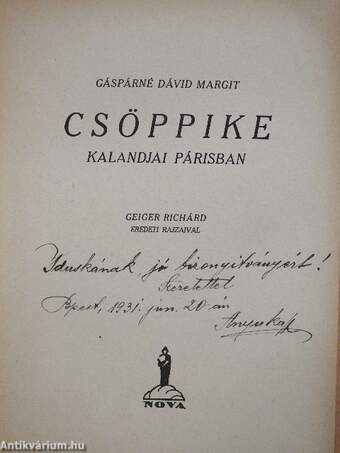 GÁSPÁRNÉ DÁVID MARGIT
CSÖPPIKE
KALANDJAI PÁRISBAN
GEIGER RICHÁRD
EREDETI RAJZAIVAL
Iduskának, jó bizonyitványért!
Szeretettel
Bpest, 1931. jun. 20-án
Anyuka
NOVA
Antikvárium.hu